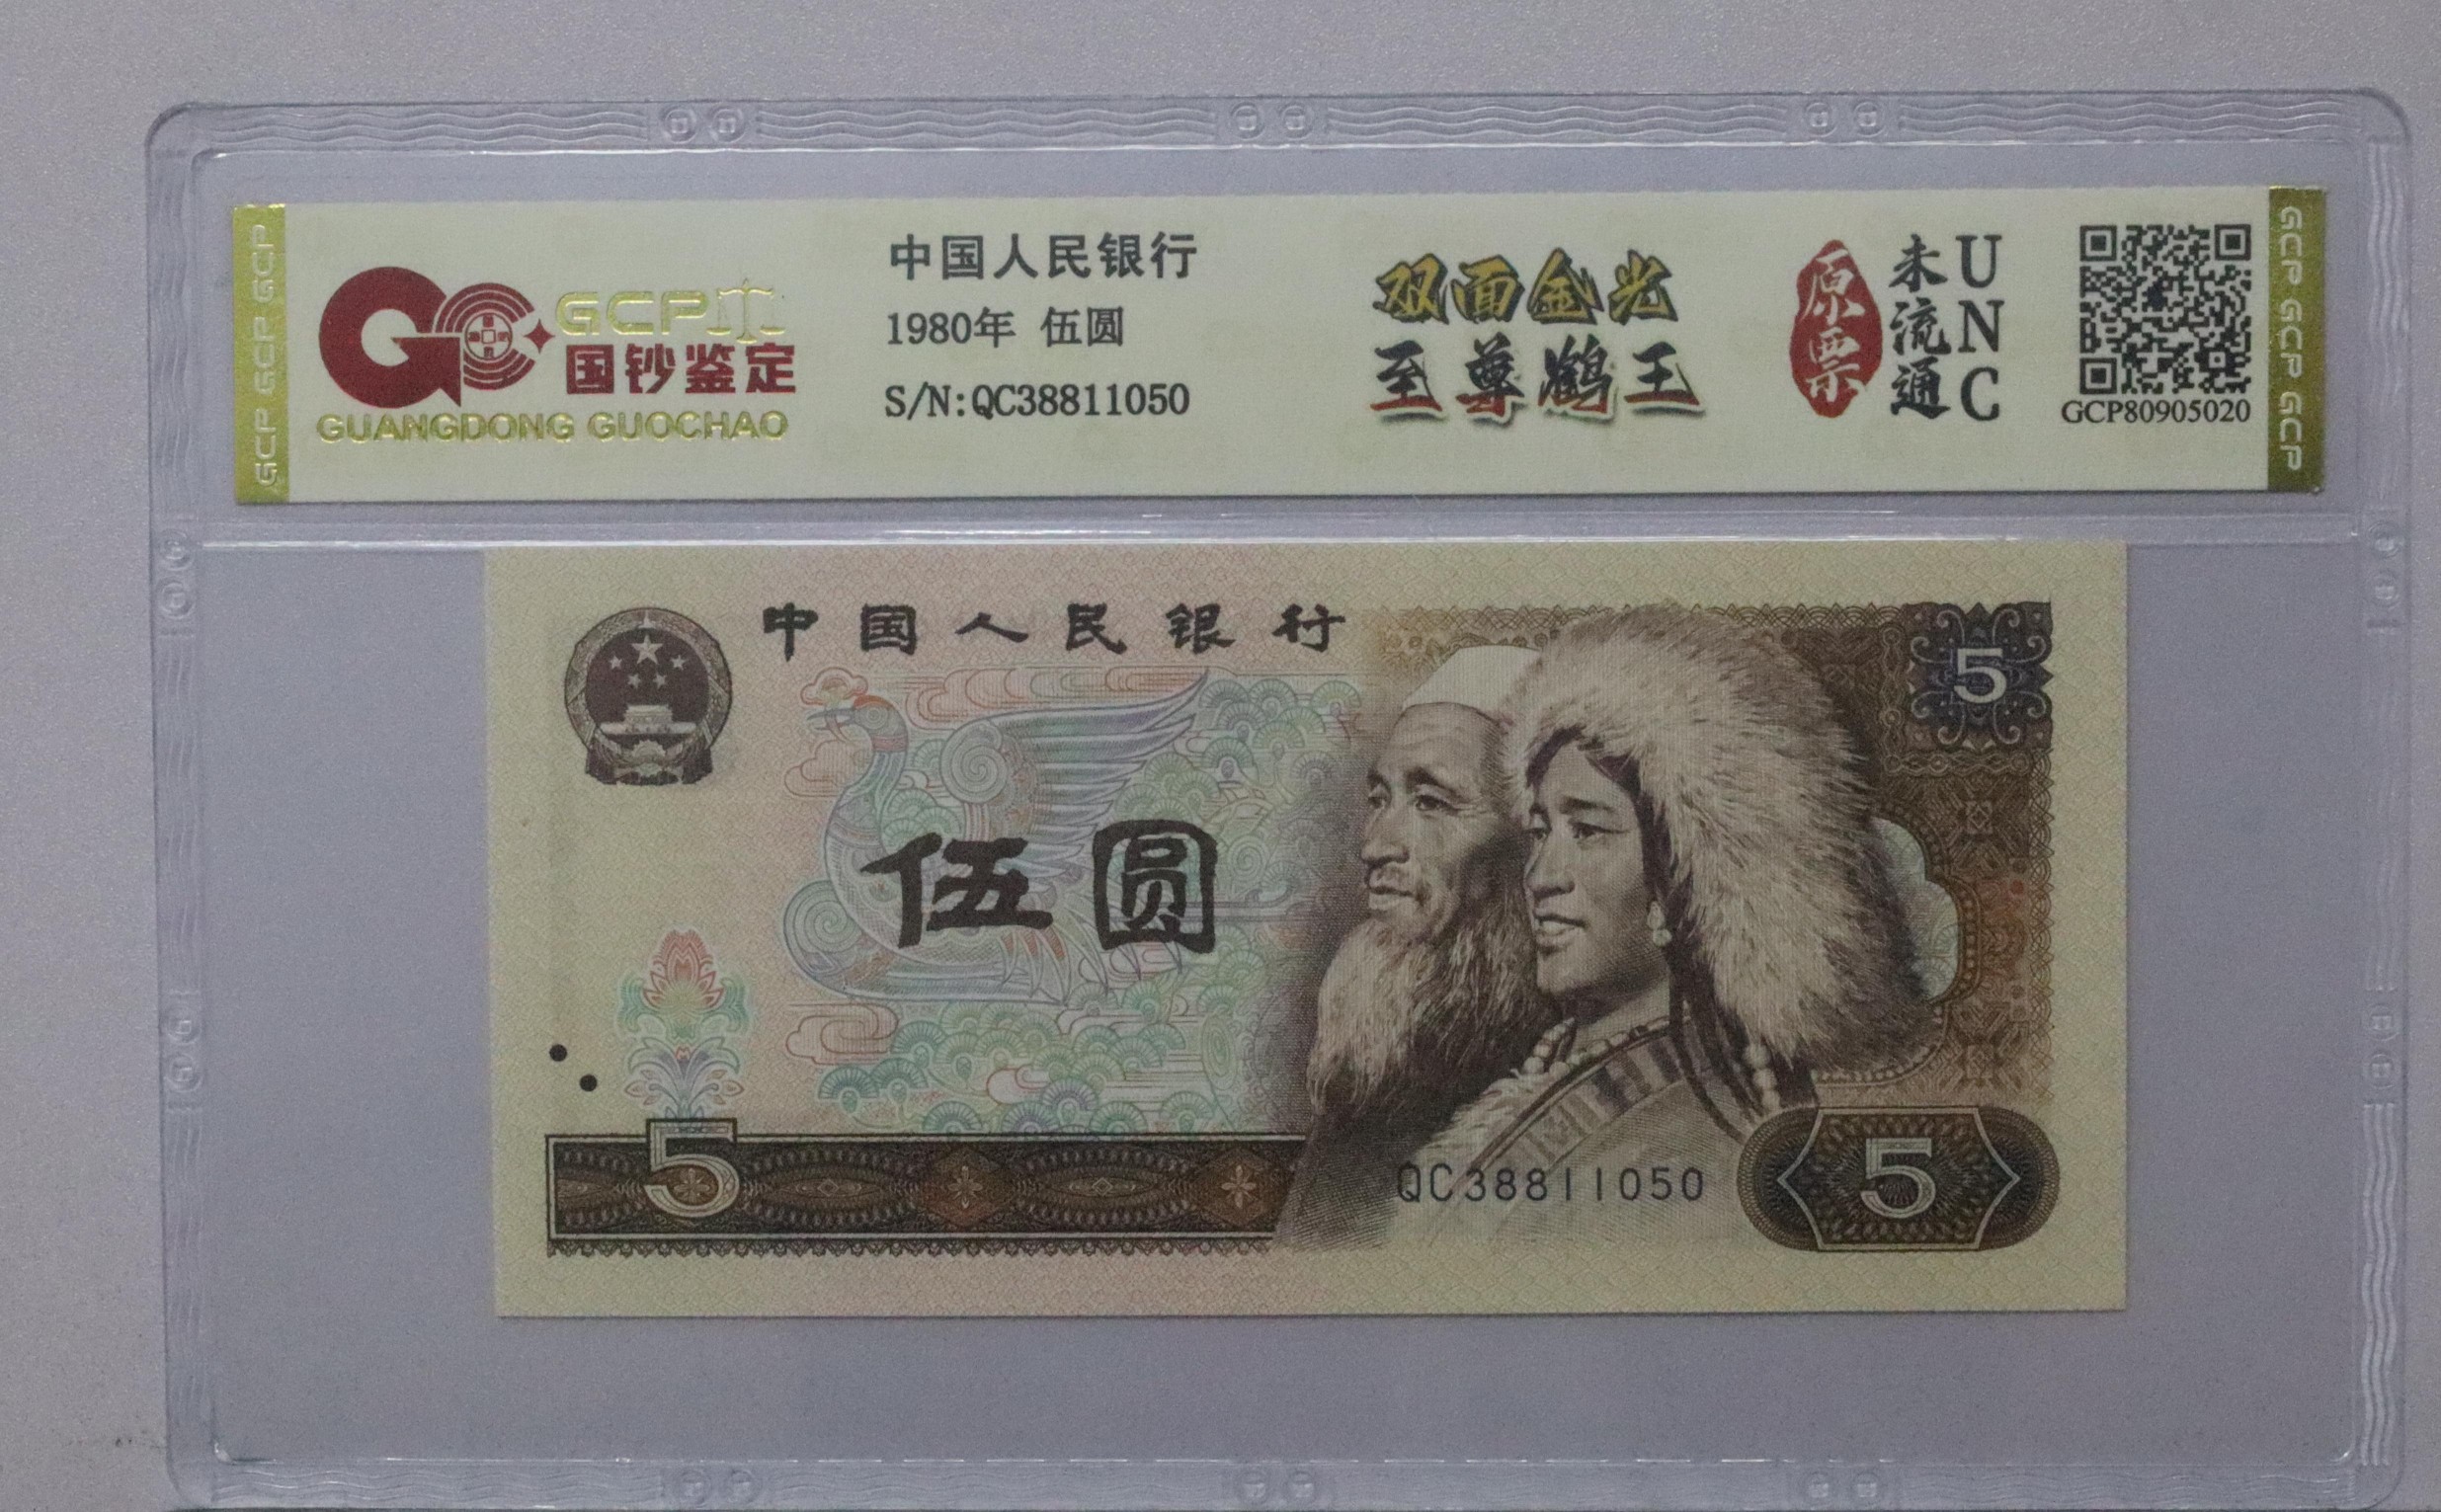 GCP GCP GCP
GCP
国钞鉴定
GUANGDONG GUOCHAO
中国人民银行
1980年 伍圆
S/N:QC38811050
双面金光
至尊鹤王
原票
未流通
UNC
GCP80905020
GCP GCP GCP
中国人民银行
5
伍圆
5
QC38811050
5